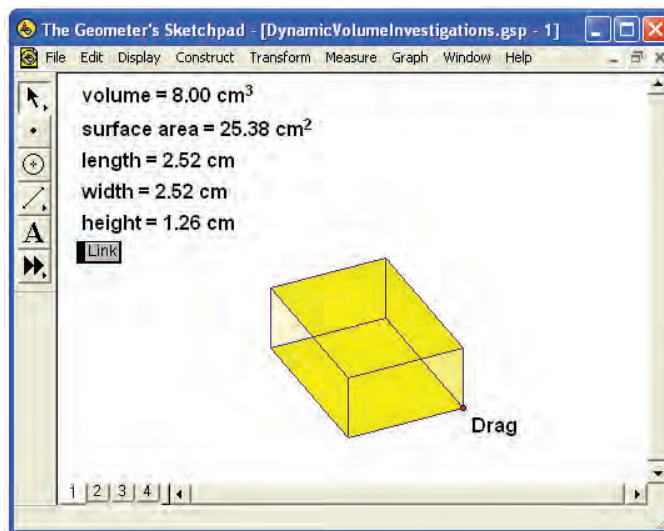 The Geometer's Sketchpad - [DynamicVolumeInvestigations.gsp - 1]
File Edit Display Construct Transform Measure Graph Window Help
volume = 8.00 cm³
surface area = 25.38 cm²
length = 2.52 cm
width = 2.52 cm
height = 1.26 cm
Link
A
Drag
1 2 3 4